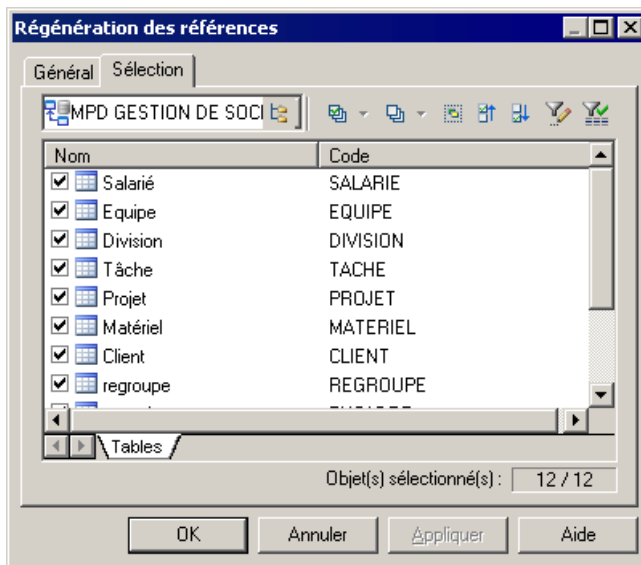 Régénération des références
Général Sélection
MPD GESTION DE SOCI
Nom Code
Salarié SALARIE
Equipe EQUIPE
Division DIVISION
Tâche TACHE
Projet PROJET
Matériel MATERIEL
Client CLIENT
regroupe REGROUPE
Tables
Objet(s) sélectionné(s) : 12 / 12
OK Annuler Appliquer Aide